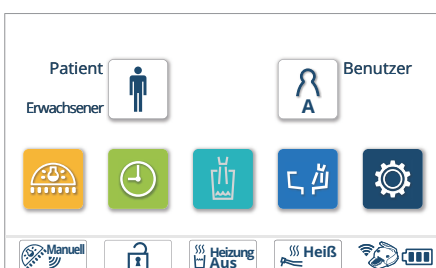 Patient
Benutzer
Erwachsener
A
Manuell
Heizung
Aus
Heiß